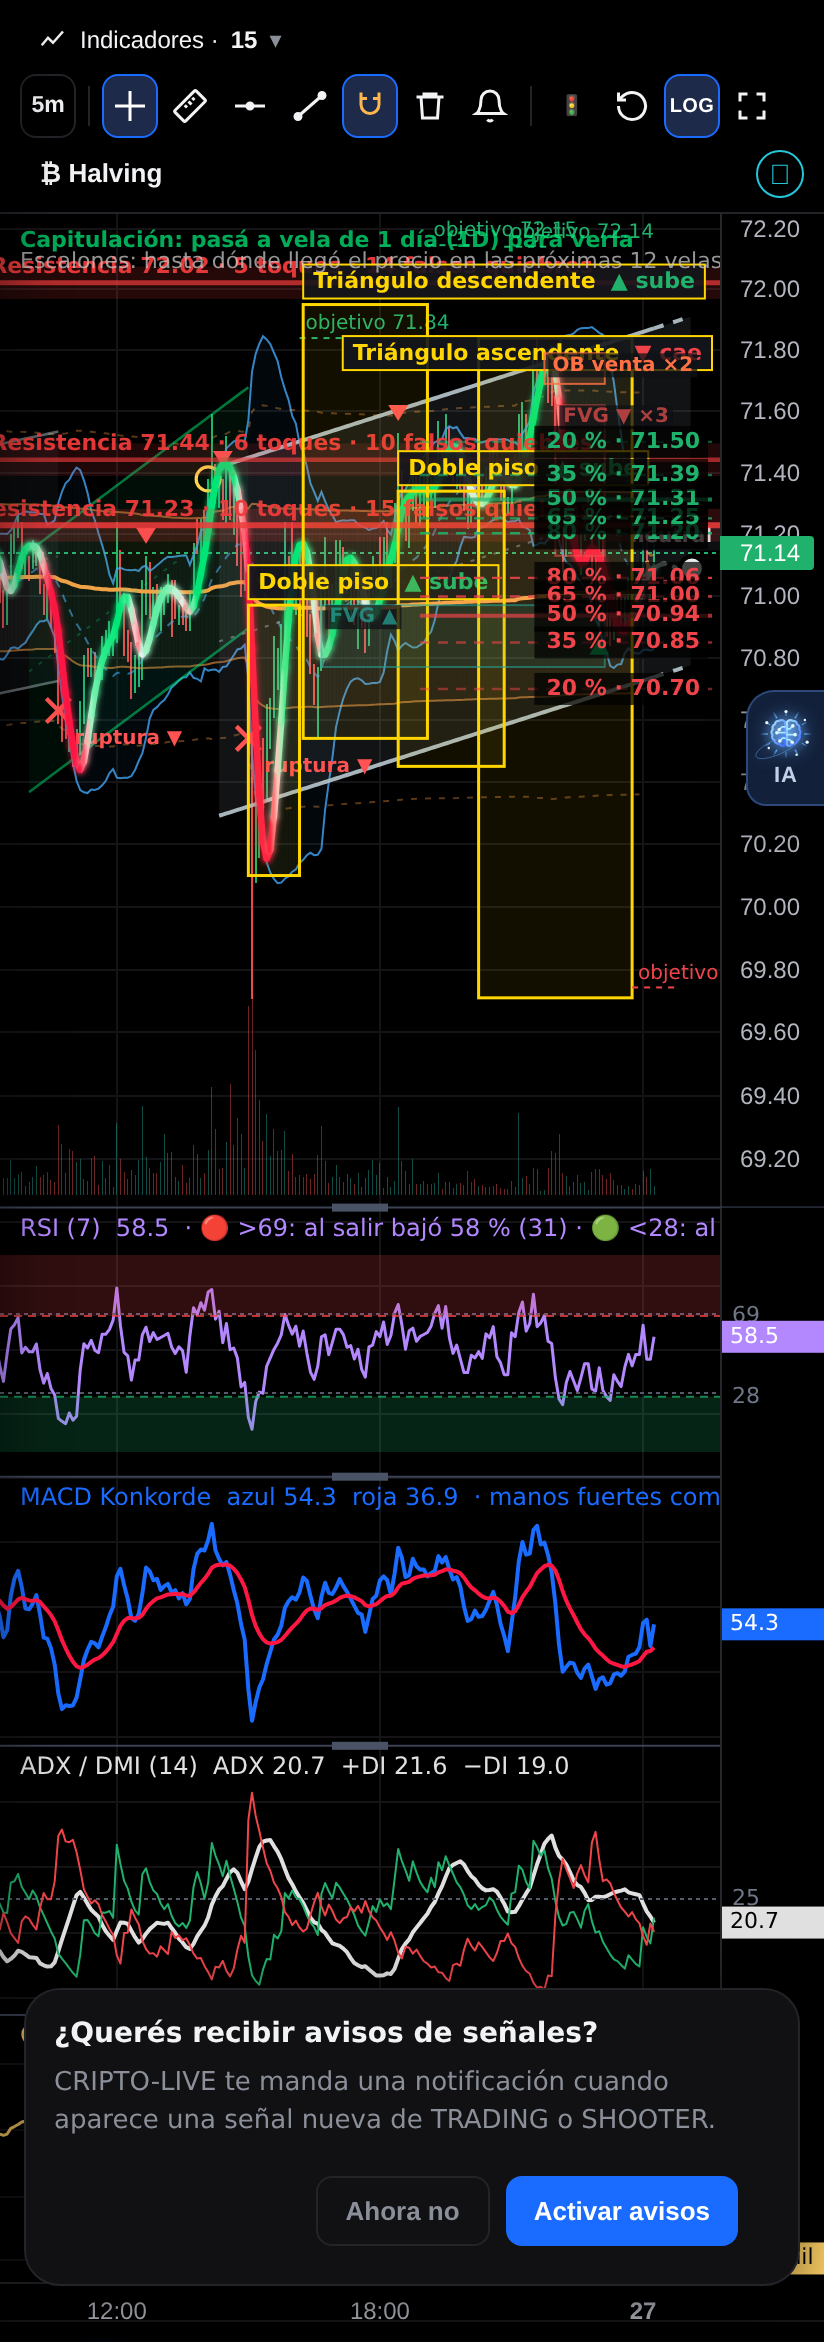 Indicadores · 15 ▾
5m
LOG
Halving
objetivo 72.15
objetivo 72.14
Capitulación: pasá a vela de 1 día (1D) para verla
Escalones: hasta dónde llegó el precio en las próximas 12 velas
Resistencia 72.02 · 5 toques
Triángulo descendente ▲ sube
objetivo 71.84
Triángulo ascendente ▼ cae
OB venta ×2
FVG ▼ ×3
Resistencia 71.44 · 6 toques · 10 falsos
Doble piso
Resistencia 71.23 · 10 toques · 15 falsos
20 % · 71.50
35 % · 71.39
50 % · 71.31
65 % · 71.25
Doble piso ▲ sube
FVG ▲
80 % · 71.06
65 % · 71.00
50 % · 70.94
35 % · 70.85
20 % · 70.70
ruptura ▼
ruptura ▼
objetivo
72.20
72.00
71.80
71.60
71.40
71.20
71.14
71.00
70.80
IA
70.20
70.00
69.80
69.60
69.40
69.20
RSI (7) 58.5 · 🔴 >69: al salir bajó 58 % (31) · 🟢 <28: al
69
58.5
28
MACD Konkorde azul 54.3 roja 36.9 · manos fuertes com
54.3
ADX / DMI (14) ADX 20.7 +DI 21.6 −DI 19.0
25
20.7
¿Querés recibir avisos de señales?
CRIPTO-LIVE te manda una notificación cuando
aparece una señal nueva de TRADING o SHOOTER.
Ahora no
Activar avisos
12:00
18:00
27